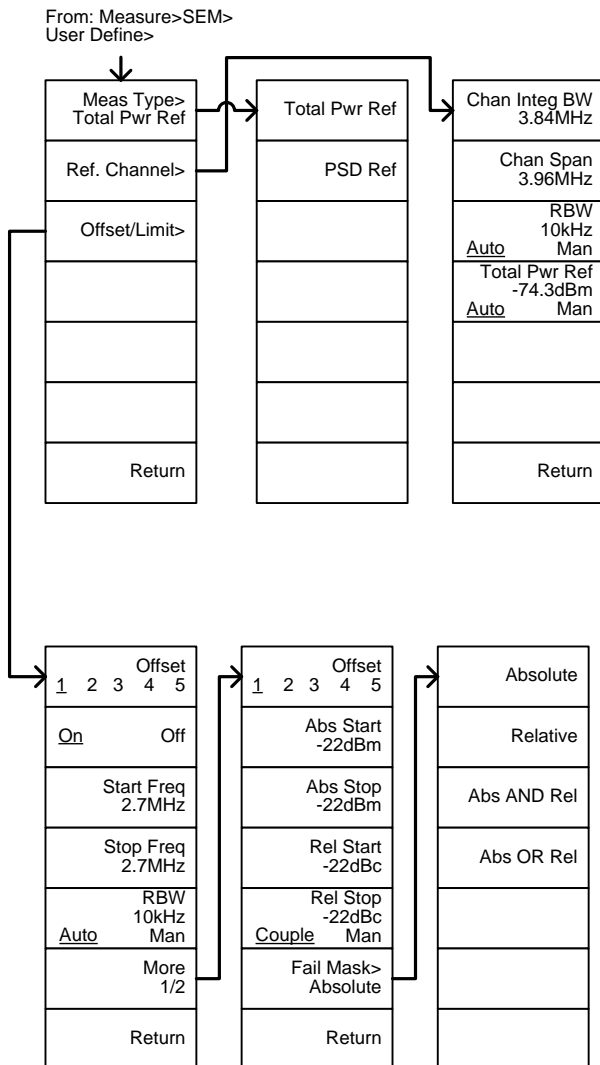 From: Measure>SEM>
User Define>
Meas Type>
Total Pwr Ref
Ref. Channel>
Offset/Limit>
Return
Total Pwr Ref
PSD Ref
Chan Integ BW
3.84MHz
Chan Span
3.96MHz
RBW
10kHz
Auto Man
Total Pwr Ref
-74.3dBm
Auto Man
Return
Offset
1 2 3 4 5
On Off
Start Freq
2.7MHz
Stop Freq
2.7MHz
RBW
10kHz
Auto Man
More
1/2
Return
Offset
1 2 3 4 5
Abs Start
-22dBm
Abs Stop
-22dBm
Rel Start
-22dBc
Rel Stop
-22dBc
Couple Man
Fail Mask>
Absolute
Return
Absolute
Relative
Abs AND Rel
Abs OR Rel